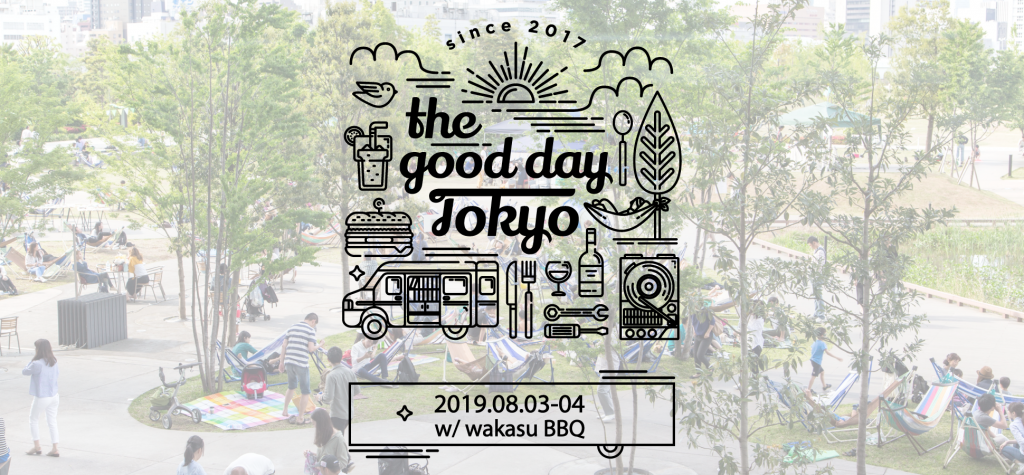 since 2017
the
good day
Tokyo
2019.08.03-04
w/ wakasu BBQ